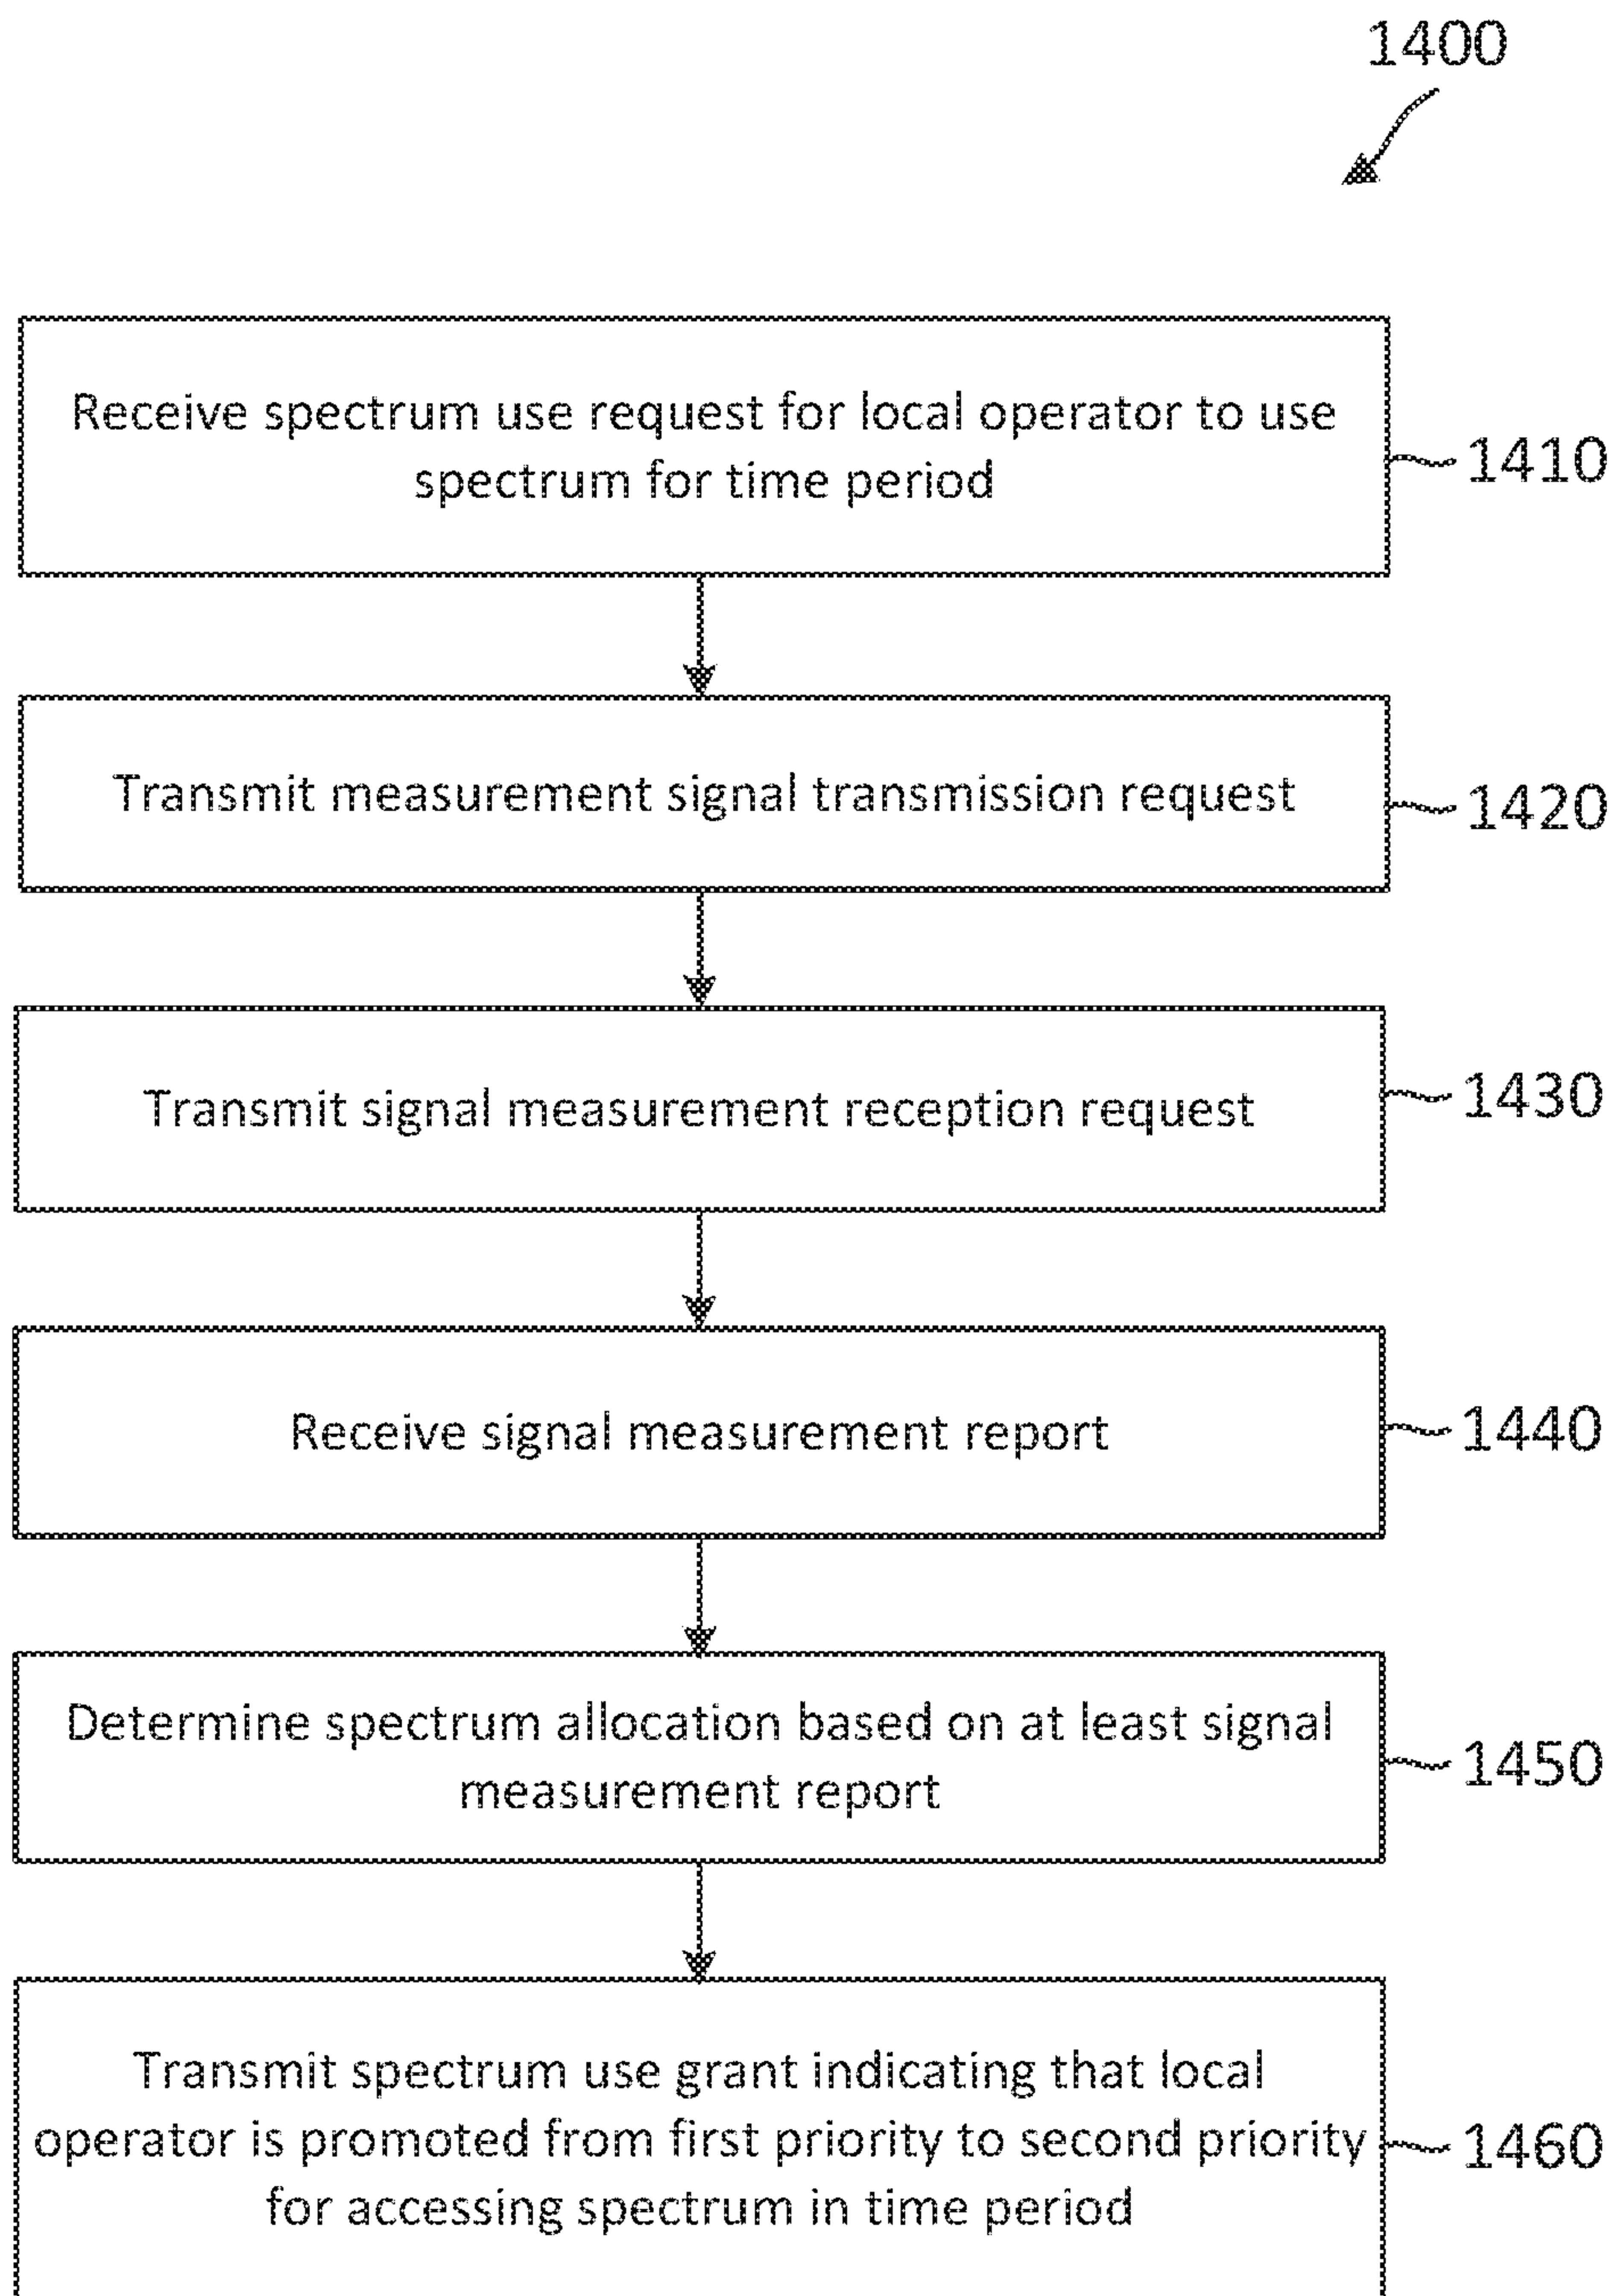 1400
Receive spectrum use request for local operator to use
spectrum for time period
1410
Transmit measurement signal transmission request
1420
Transmit signal measurement reception request
1430
Receive signal measurement report
1440
Determine spectrum allocation based on at least signal
measurement report
1450
Transmit spectrum use grant indicating that local
operator is promoted from first priority to second priority
for accessing spectrum in time period
1460